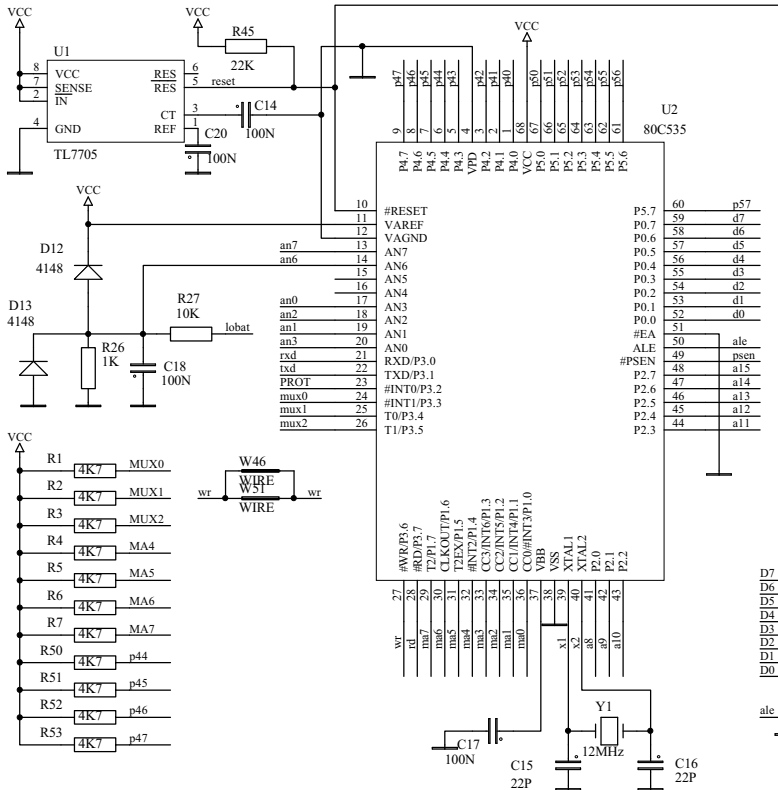 VCC
VCC
VCC
R45
22K
U1
8 VCC RES 6
7 SENSE RES 5 reset
2 IN
CT 3
4 GND REF 1
TL7705
C14
100N
C20
100N
p47 p46 p45 p44 p43 p42 p41 p40 p50 p51 p52 p53 p54 p55 p56
9 8 7 6 5 4 3 2 1 68 67 66 65 64 63 62 61
P4.7 P4.6 P4.5 P4.4 P4.3 VPD P4.2 P4.1 P4.0 VCC P5.0 P5.1 P5.2 P5.3 P5.4 P5.5 P5.6
U2
80C535
10 #RESET P5.7 60 p57
11 VAREF P0.7 59 d7
12 VAGND P0.6 58 d6
an7 13 AN7 P0.5 57 d5
an6 14 AN6 P0.4 56 d4
15 AN5 P0.3 55 d3
16 AN4 P0.2 54 d2
an0 17 AN3 P0.1 53 d1
an2 18 AN2 P0.0 52 d0
an1 19 AN1 #EA 51
an3 20 AN0 ALE 50 ale
rxd 21 RXD/P3.0 #PSEN 49 psen
txd 22 TXD/P3.1 P2.7 48 a15
PROT 23 #INT0/P3.2 P2.6 47 a14
mux0 24 #INT1/P3.3 P2.5 46 a13
mux1 25 T0/P3.4 P2.4 45 a12
mux2 26 T1/P3.5 P2.3 44 a11
VCC
D12
4148
D13
4148
R27
10K
lobat
R26
1K
C18
100N
VCC
R1 4K7 MUX0
R2 4K7 MUX1
R3 4K7 MUX2
R4 4K7 MA4
R5 4K7 MA5
R6 4K7 MA6
R7 4K7 MA7
R50 4K7 p44
R51 4K7 p45
R52 4K7 p46
R53 4K7 p47
W46
WIRE
wr W51 wr
WIRE
#WR/P3.6 #RD/P3.7 T2/P1.7 CLKOUT/P1.6 T2EX/P1.5 #INT2/P1.4 CC3/INT6/P1.3 CC2/INT5/P1.2 CC1/INT4/P1.1 CC0/#INT3/P1.0 VBB VSS XTAL1 XTAL2 P2.0 P2.1 P2.2
27 28 29 30 31 32 33 34 35 36 37 38 39 40 41 42 43
wr rd ma7 ma6 ma5 ma4 ma3 ma2 ma1 ma0 x1 x2 a8 a9 a10
C17
100N
Y1
12MHz
C15
22P
C16
22P
D7
D6
D5
D4
D3
D2
D1
D0
ale